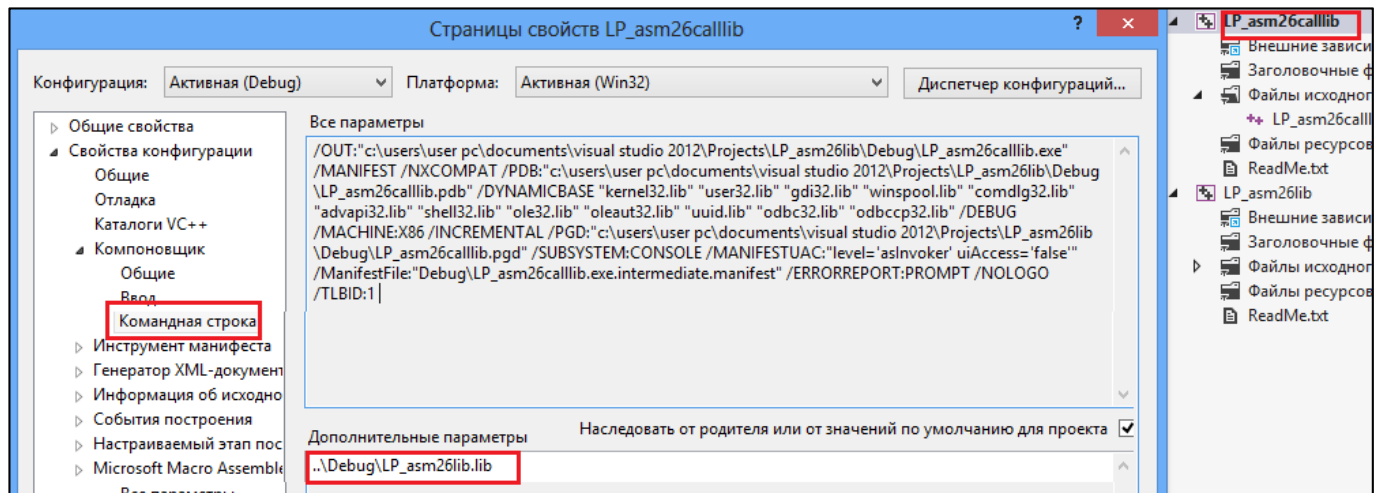 Страницы свойств LP_asm26calllib
?
×
Конфигурация:
Активная (Debug)
Платформа:
Активная (Win32)
Диспетчер конфигураций...
Общие свойства
Свойства конфигурации
Общие
Отладка
Каталоги VC++
Компоновщик
Общие
Ввод
Командная строка
Инструмент манифеста
Генератор XML-документ
Информация об исходно
События построения
Настраиваемый этап пос
Microsoft Macro Assemble
Все параметры
/OUT:"c:\users\user pc\documents\visual studio 2012\Projects\LP_asm26lib\Debug\LP_asm26calllib.exe"
/MANIFEST /NXCOMPAT /PDB:"c:\users\user pc\documents\visual studio 2012\Projects\LP_asm26lib\Debug
\LP_asm26calllib.pdb" /DYNAMICBASE "kernel32.lib" "user32.lib" "gdi32.lib" "winspool.lib" "comdlg32.lib"
"advapi32.lib" "shell32.lib" "ole32.lib" "oleaut32.lib" "uuid.lib" "odbc32.lib" "odbccp32.lib" /DEBUG
/MACHINE:X86 /INCREMENTAL /PGD:"c:\users\user pc\documents\visual studio 2012\Projects\LP_asm26lib
\Debug\LP_asm26calllib.pgd" /SUBSYSTEM:CONSOLE /MANIFESTUAC:"level='asInvoker' uiAccess='false'"
/ManifestFile:"Debug\LP_asm26calllib.exe.intermediate.manifest" /ERRORREPORT:PROMPT /NOLOGO
/TLBID:1
Дополнительные параметры
Наследовать от родителя или от значений по умолчанию для проекта
..\Debug\LP_asm26lib.lib
LP_asm26calllib
Внешние зависи
Заголовочные ф
Файлы исходног
LP_asm26calll
Файлы ресурсов
ReadMe.txt
LP_asm26lib
Внешние зависи
Заголовочные ф
Файлы исходног
Файлы ресурсов
ReadMe.txt